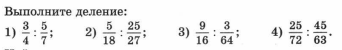 Выполните деление:
1) 3/4 : 5/7; 2) 5/18 : 25/27; 3) 9/16 : 3/64; 4) 25/72 : 45/63.